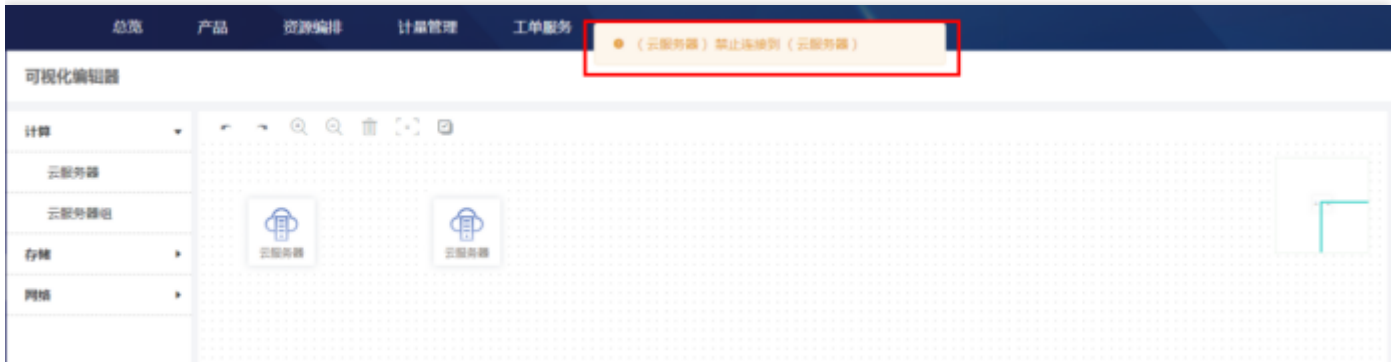 总览 产品 资源编排 计量管理 工单服务
（云服务器）禁止连接到（云服务器）
可视化编辑器
计算
云服务器
云服务器组
存储
网络
云服务器 云服务器